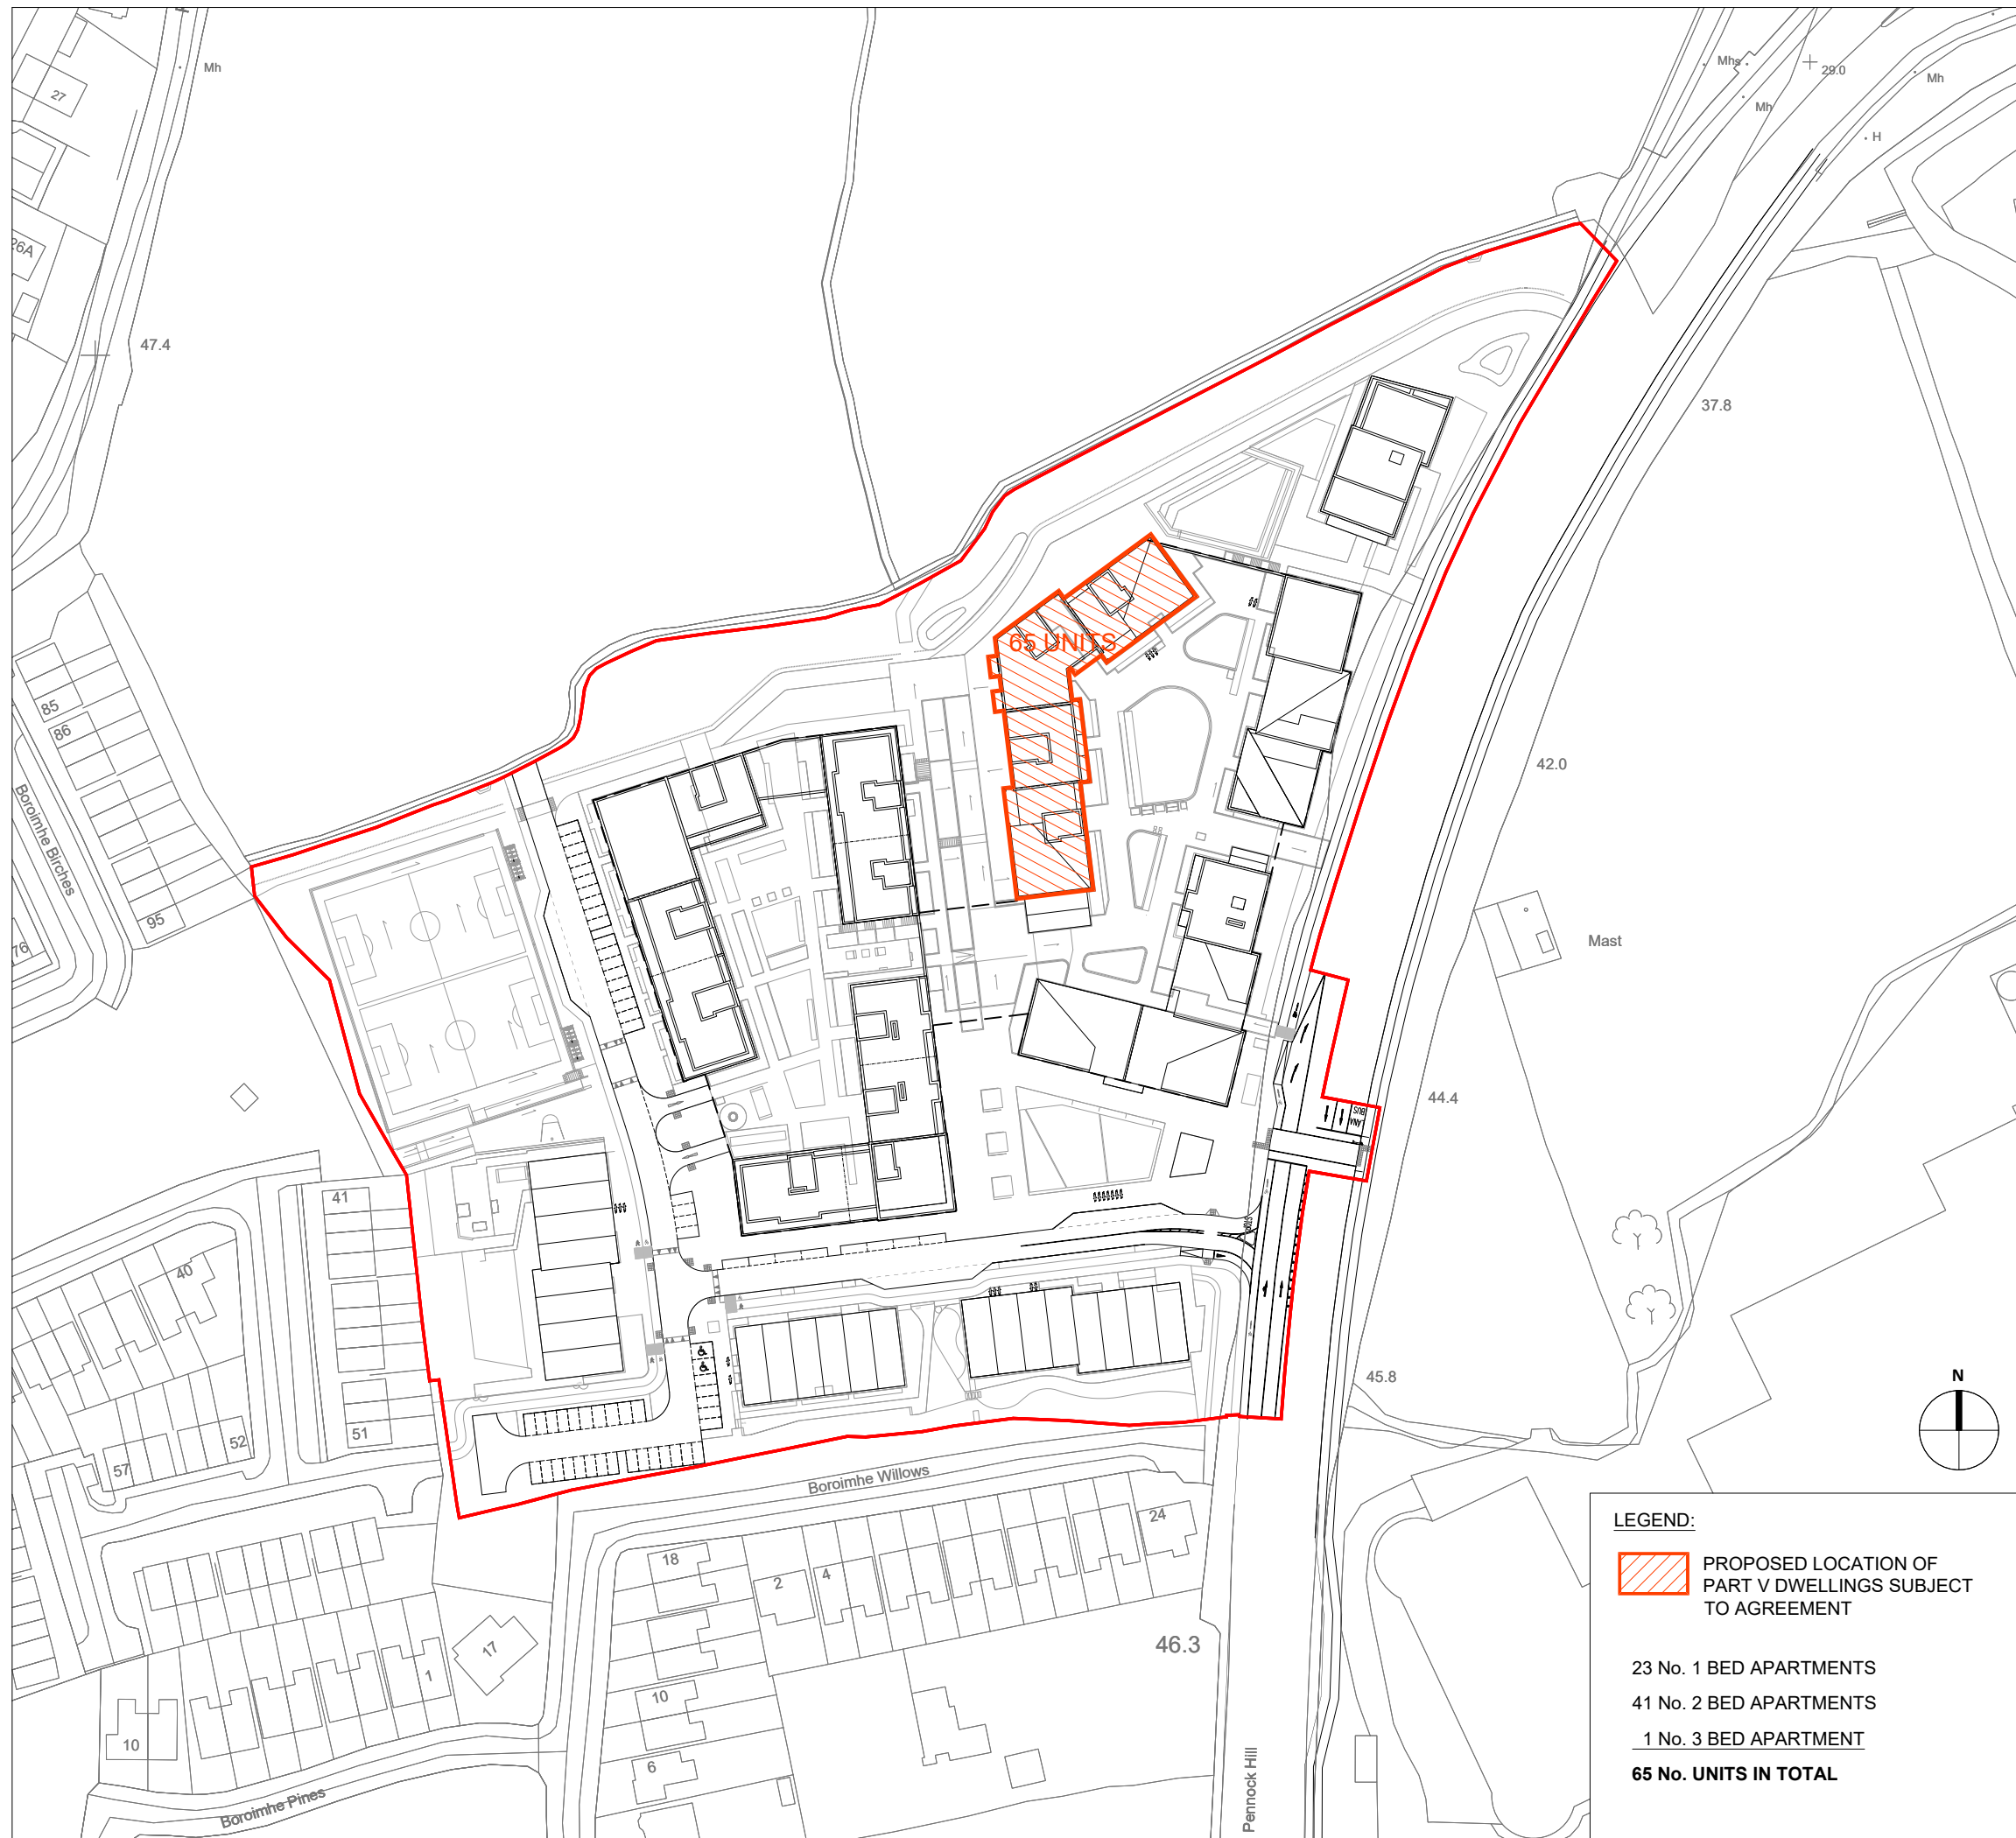 Mh
Mhs
29.0
Mh
Mh
H
27
26A
47.4
37.8
65 UNITS
85
86
42.0
Boroimhe Birches
95
76
Mast
44.4
BUS
LANA
41
40
45.8
51
52
57
N
Boroimhe Willows
24
18
2
4
46.3
17
1
10
10
6
Boroimhe Pines
Pennock Hill
LEGEND:
PROPOSED LOCATION OF
PART V DWELLINGS SUBJECT
TO AGREEMENT
23 No. 1 BED APARTMENTS
41 No. 2 BED APARTMENTS
1 No. 3 BED APARTMENT
65 No. UNITS IN TOTAL